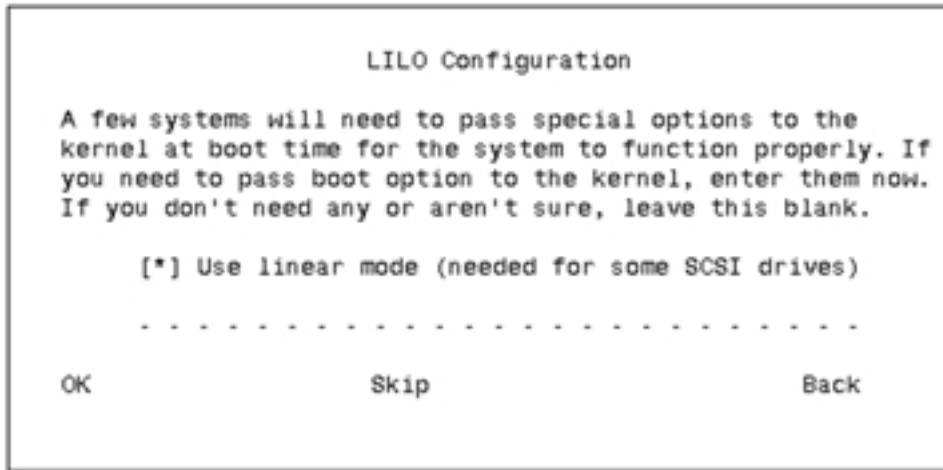 LILO Configuration
A few systems will need to pass special options to the
kernel at boot time for the system to function properly. If
you need to pass boot option to the kernel, enter them now.
If you don't need any or aren't sure, leave this blank.
[*] Use linear mode (needed for some SCSI drives)
- - - - - - - - - - - - - - - - - - - - - - - - -
OK Skip Back